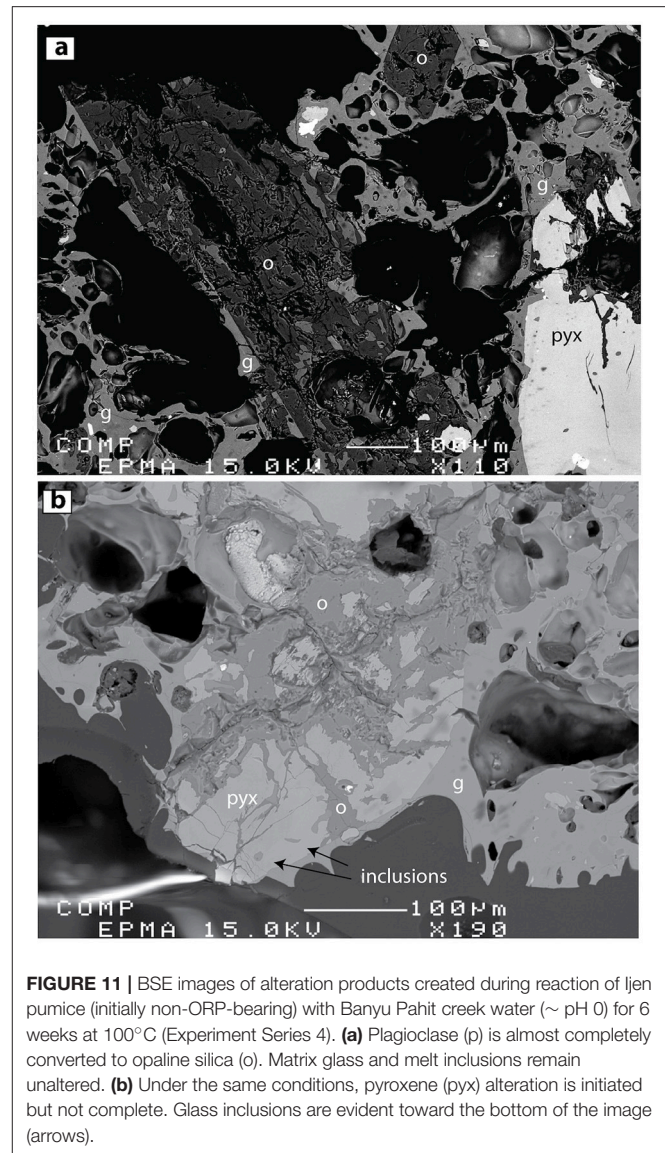 a
o
o
g
g
pyx
g
COMP 100µm
EPMA 15.0KV X110
b
o
pyx
o
g
inclusions
COMP 100µm
EPMA 15.0KV X190
FIGURE 11 | BSE images of alteration products created during reaction of Ijen
pumice (initially non-ORP-bearing) with Banyu Pahit creek water (∼ pH 0) for 6
weeks at 100°C (Experiment Series 4). (a) Plagioclase (p) is almost completely
converted to opaline silica (o). Matrix glass and melt inclusions remain
unaltered. (b) Under the same conditions, pyroxene (pyx) alteration is initiated
but not complete. Glass inclusions are evident toward the bottom of the image
(arrows).